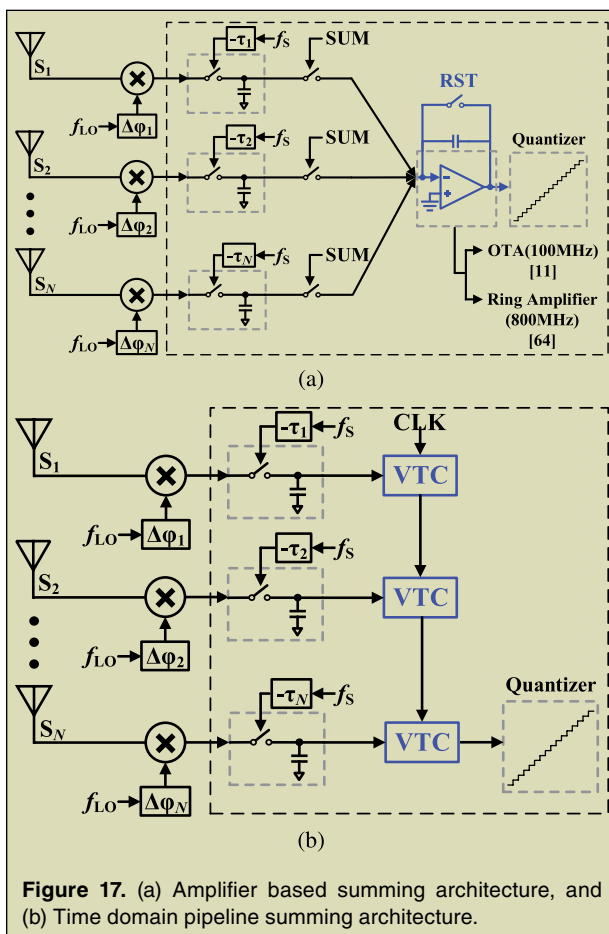 -τ1 fS SUM
S1
RST
fLO Δφ1
-τ2 fS SUM
S2
Quantizer
fLO Δφ2
-τN fS SUM
SN
OTA(100MHz)
[11]
Ring Amplifier
(800MHz)
[64]
fLO ΔφN
(a)
-τ1 fS CLK
S1 VTC
fLO Δφ1
-τ2 fS
S2 VTC
fLO Δφ2
-τN fS Quantizer
SN VTC
fLO ΔφN
(b)
Figure 17. (a) Amplifier based summing architecture, and
(b) Time domain pipeline summing architecture.